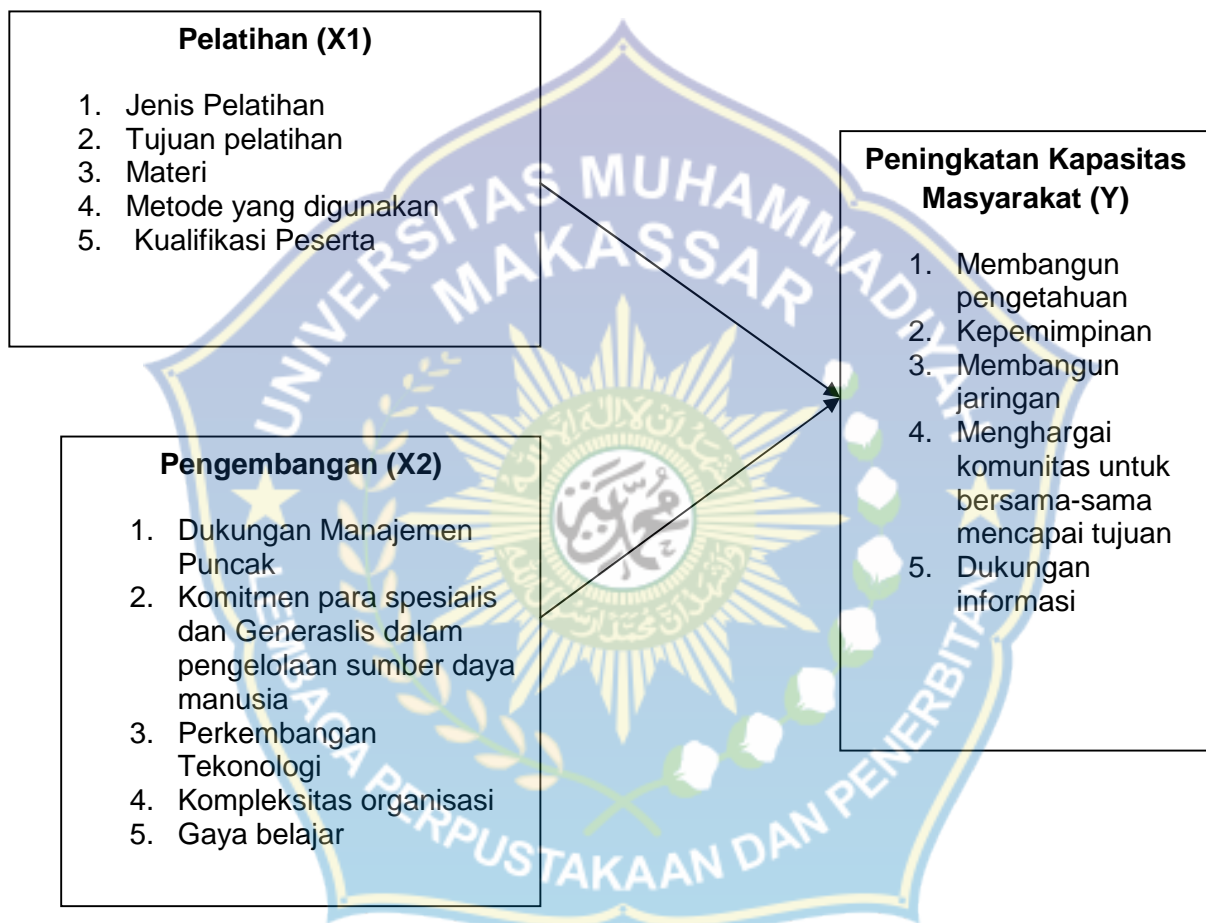 Pelatihan (X1)
1. Jenis Pelatihan
2. Tujuan pelatihan
3. Materi
4. Metode yang digunakan
5. Kualifikasi Peserta
Pengembangan (X2)
1. Dukungan Manajemen
Puncak
2. Komitmen para spesialis
dan Generaslis dalam
pengelolaan sumber daya
manusia
3. Perkembangan
Tekonologi
4. Kompleksitas organisasi
5. Gaya belajar
Peningkatan Kapasitas
Masyarakat (Y)
1. Membangun
pengetahuan
2. Kepemimpinan
3. Membangun
jaringan
4. Menghargai
komunitas untuk
bersama-sama
mencapai tujuan
5. Dukungan
informasi
UNIVERSITAS MUHAMMADIYAH
MAKASSAR
محمد
LEMBAGA PERPUSTAKAAN DAN PENERBITAN